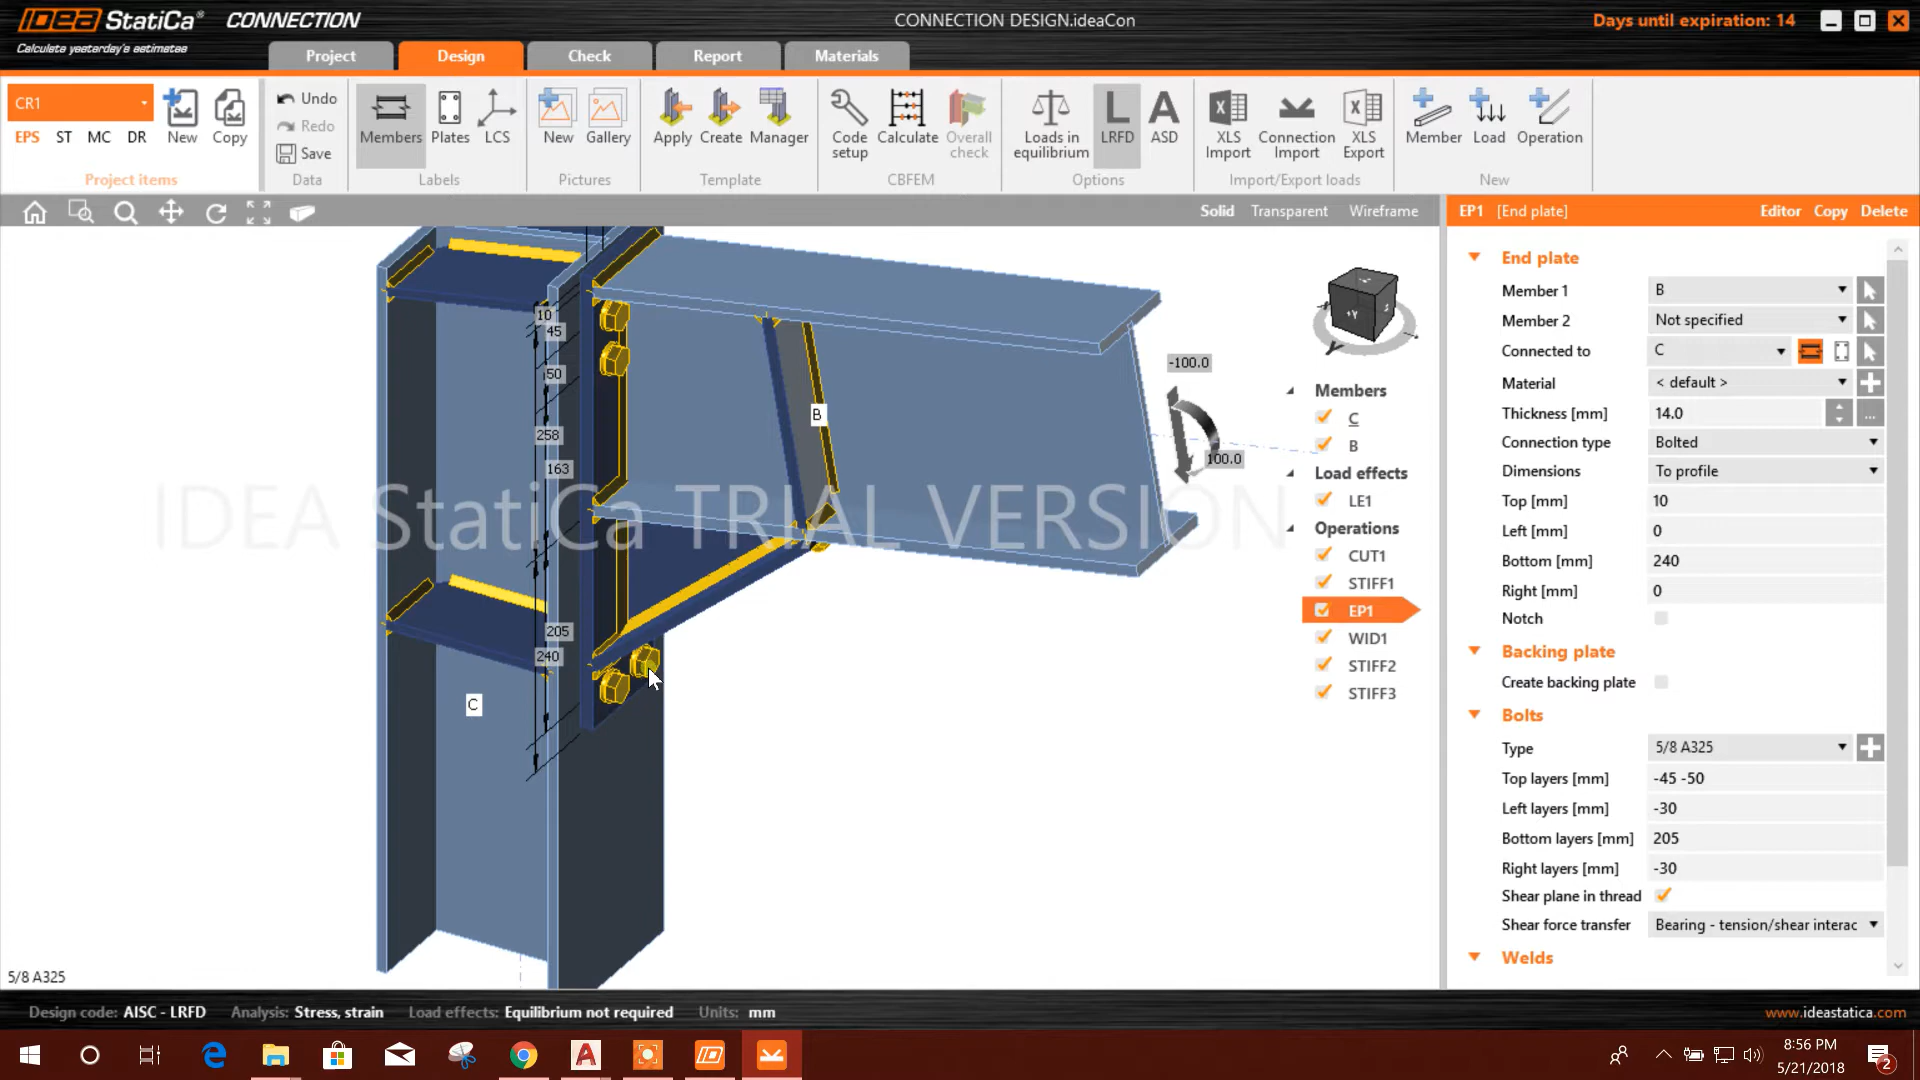 IDEA StatiCa® CONNECTION
Calculate yesterday's estimates
CONNECTION DESIGN.ideaCon
Days until expiration: 14
Project
Design
Check
Report
Materials
CR1
EPS ST MC DR
New
Copy
Project items
Undo
Redo
Save
Data
Members
Plates
LCS
Labels
New
Gallery
Pictures
Apply
Create
Manager
Template
Code setup
Calculate
Overall check
CBFEM
Loads in equilibrium
LRFD
ASD
Options
XLS Import
Connection Import
XLS Export
Import/Export loads
Member
Load
Operation
New
Solid Transparent Wireframe
10
45
50
258
163
205
240
B
C
-100.0
100.0
+Y
IDEA StatiCa TRIAL VERSION
Members
C
B
Load effects
LE1
Operations
CUT1
STIFF1
EP1
WID1
STIFF2
STIFF3
5/8 A325
EP1 [End plate]
Editor Copy Delete
End plate
Member 1 B
Member 2 Not specified
Connected to C
Material < default >
Thickness [mm] 14.0 ...
Connection type Bolted
Dimensions To profile
Top [mm] 10
Left [mm] 0
Bottom [mm] 240
Right [mm] 0
Notch
Backing plate
Create backing plate
Bolts
Type 5/8 A325
Top layers [mm] -45 -50
Left layers [mm] -30
Bottom layers [mm] 205
Right layers [mm] -30
Shear plane in thread
Shear force transfer Bearing - tension/shear interac
Welds
Design code: AISC - LRFD Analysis: Stress, strain Load effects: Equilibrium not required Units: mm
www.ideastatica.com
8:56 PM
5/21/2018
2